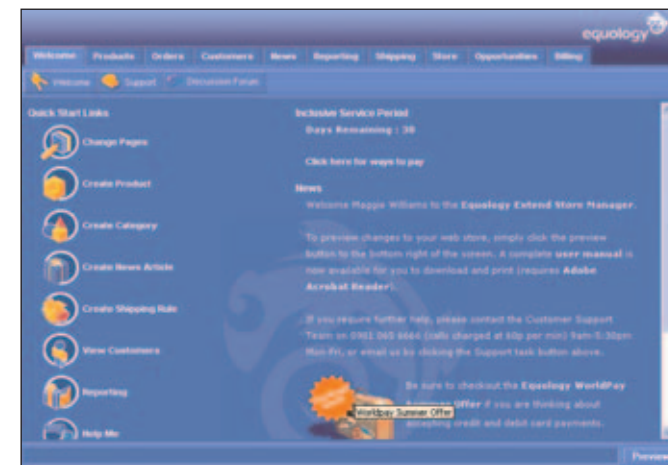 equology
Welcome Products Orders Customers News Reporting Shipping Store Opportunities Billing
Welcome Support Discussion Forum
Quick Start Links
Change Pages
Create Product
Create Category
Create News Article
Create Shipping Rule
View Customers
Reporting
Help Me
Inclusive Service Period
Days Remaining : 30
Click here for ways to pay
News
Welcome Maggie Williams to the Equology Extend Store Manager.
To preview changes to your web store, simply click the preview
button to the bottom right of the screen. A complete user manual is
now available for you to download and print (requires Adobe
Acrobat Reader).
If you require further help, please contact the Customer Support
Team on 0901 065 6664 (calls charged at 60p per min) 9am-5:30pm
Mon-Fri, or email us by clicking the Support task button above.
Be sure to checkout the Equology WorldPay
Offer if you are thinking about
accepting credit and debit card payments.
Worldpay Summer Offer
Preview